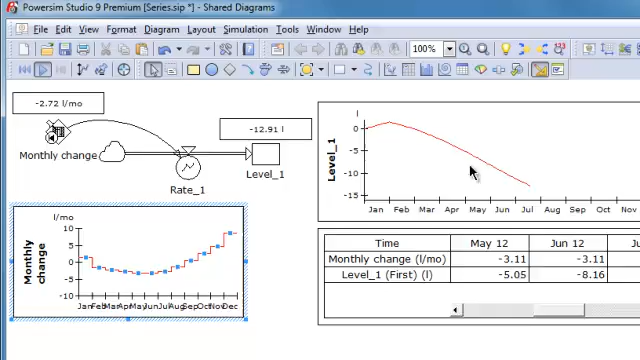 Powersim Studio 9 Premium [Series.sip *] - Shared Diagrams
File Edit View Format Diagram Layout Simulation Tools Window Help
100%
-2.72 l/mo
Monthly change
Rate_1
-12.91 l
Level_1
l
Level_1
0
-5
-10
-15
Jan Feb Mar Apr May Jun Jul Aug Sep Oct Nov
l/mo
Monthly change
10
5
0
-5
-10
Jan Feb Mar Apr May Jun Jul Aug Sep Oct Nov Dec
Time May 12 Jun 12
Monthly change (l/mo) -3.11 -3.11
Level_1 (First) (l) -5.05 -8.16